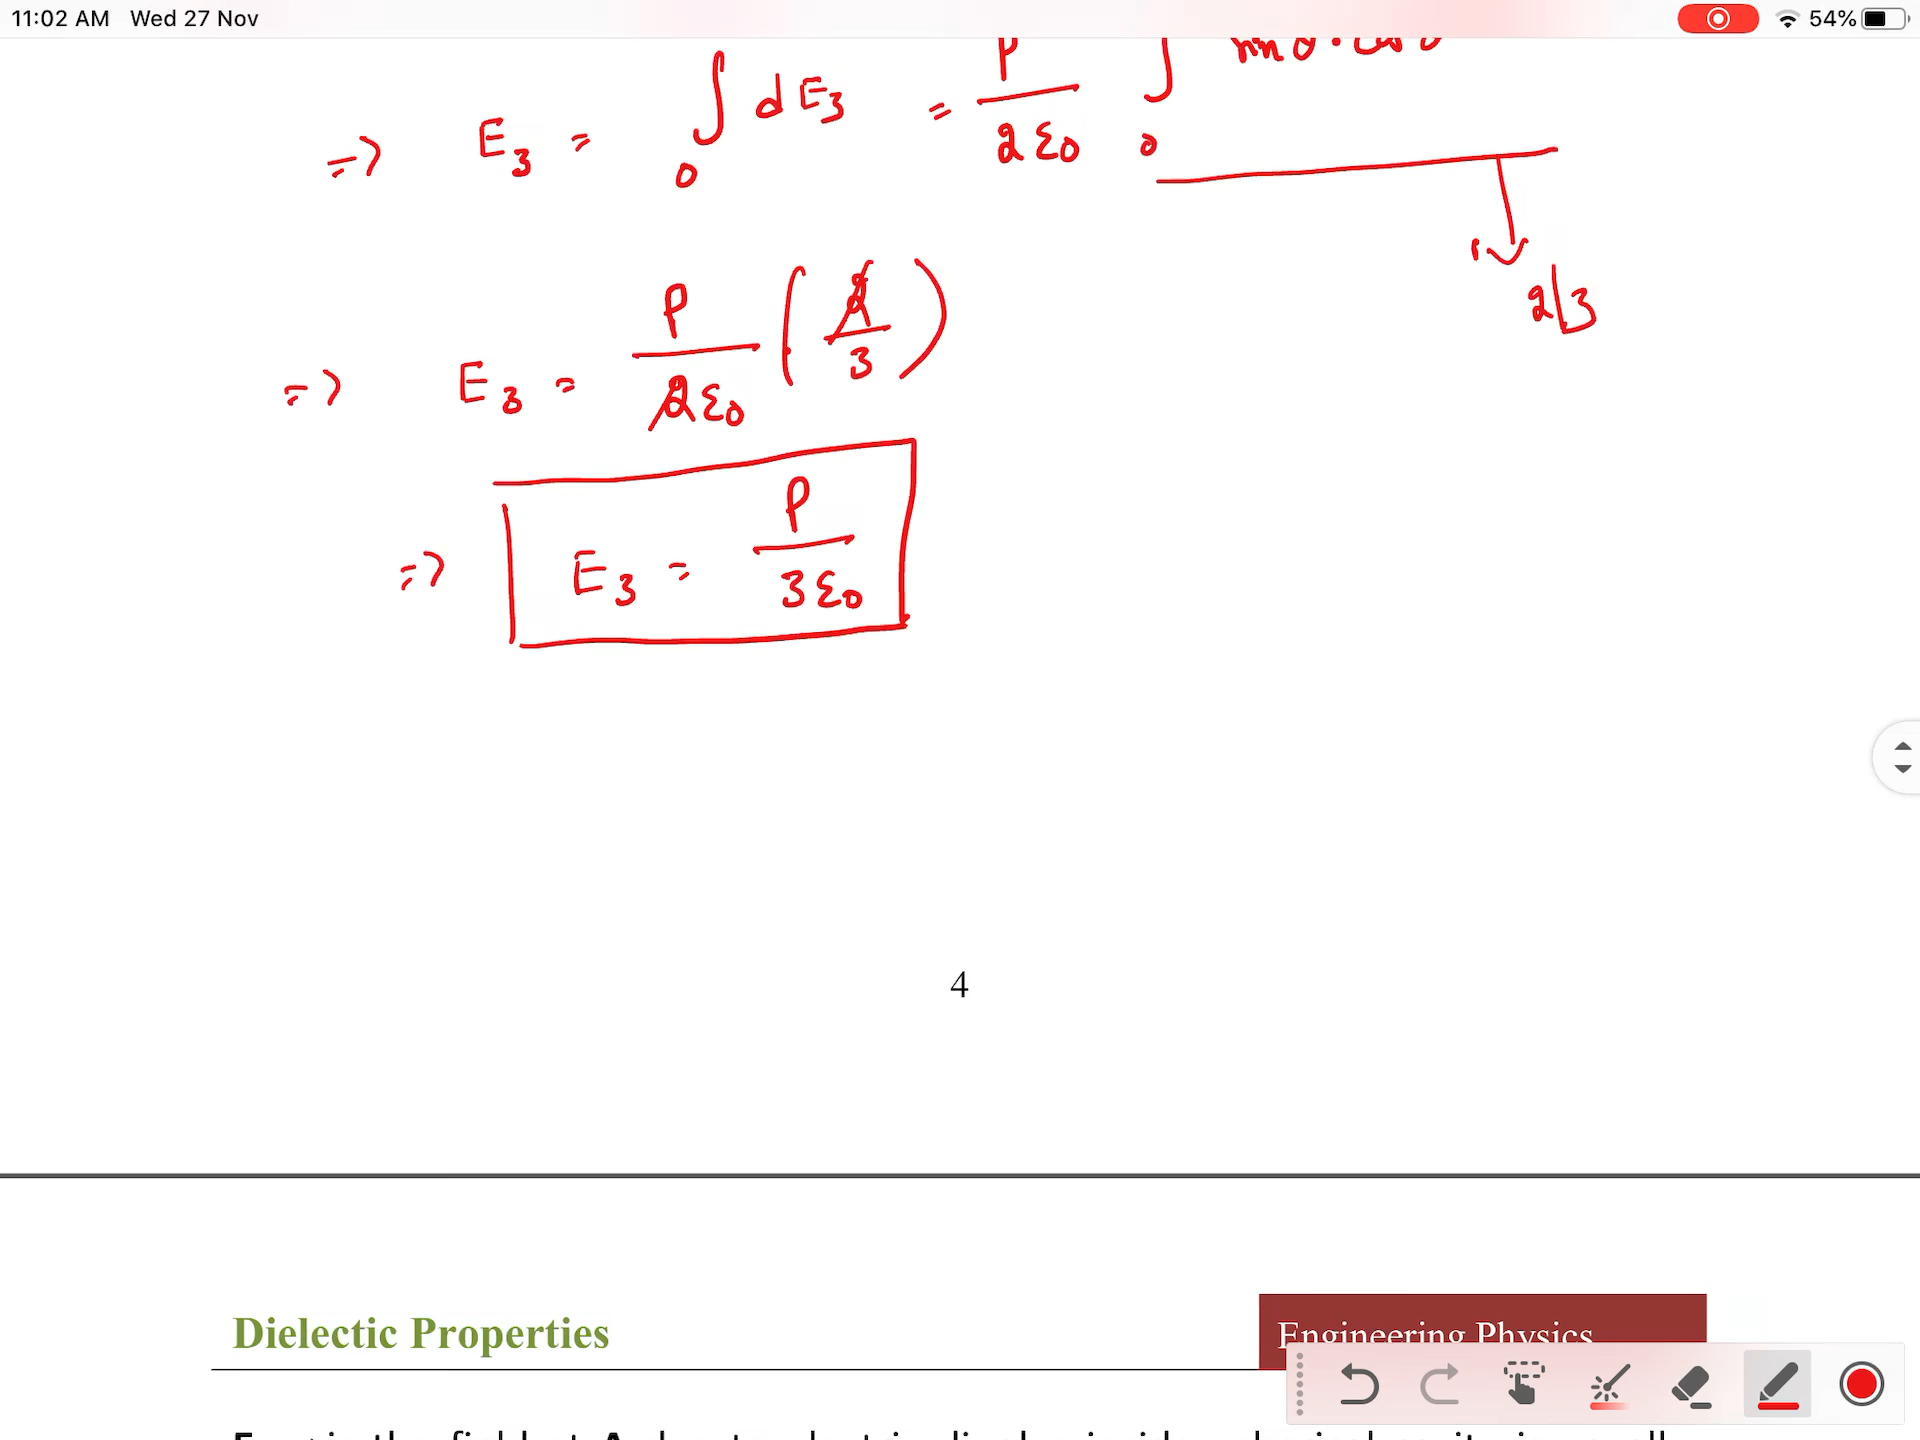 11:02 AM Wed 27 Nov 54%
=> E₃ = ∫₀ dE₃ = P/2ε₀ ∫₀
2/3
=> E₃ = P/2ε₀ (2/3)
=> E₃ = P/3ε₀
4
Dielectic Properties Engineering Physics